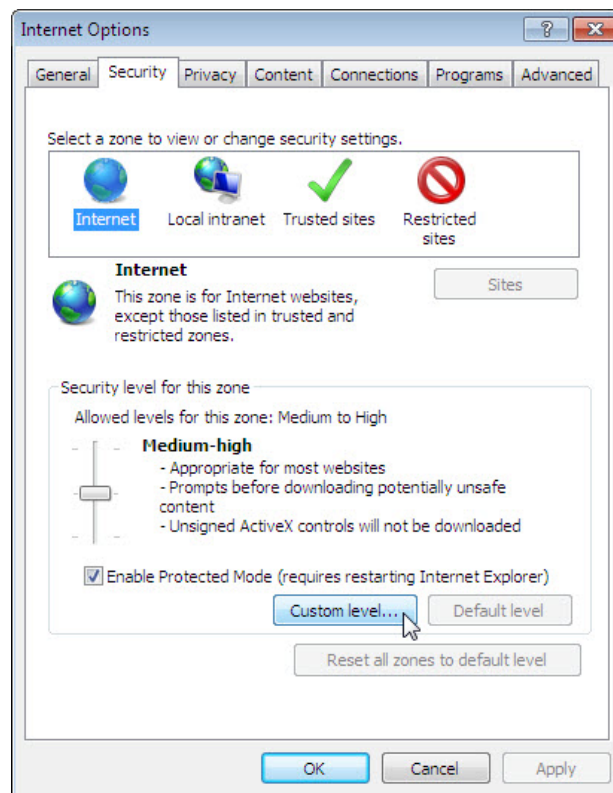 Internet Options
?
General Security Privacy Content Connections Programs Advanced
Select a zone to view or change security settings.
Internet Local intranet Trusted sites Restricted sites
Internet
This zone is for Internet websites,
except those listed in trusted and
restricted zones.
Sites
Security level for this zone
Allowed levels for this zone: Medium to High
Medium-high
- Appropriate for most websites
- Prompts before downloading potentially unsafe
content
- Unsigned ActiveX controls will not be downloaded
Enable Protected Mode (requires restarting Internet Explorer)
Custom level... Default level
Reset all zones to default level
OK Cancel Apply